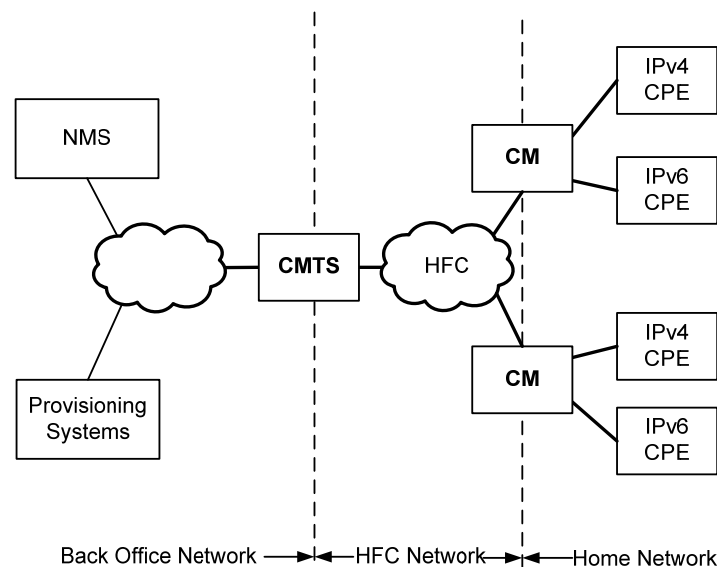 IPv4
CPE
NMS
CM
IPv6
CPE
CMTS
HFC
IPv4
CPE
CM
Provisioning
Systems
IPv6
CPE
Back Office Network
HFC Network
Home Network